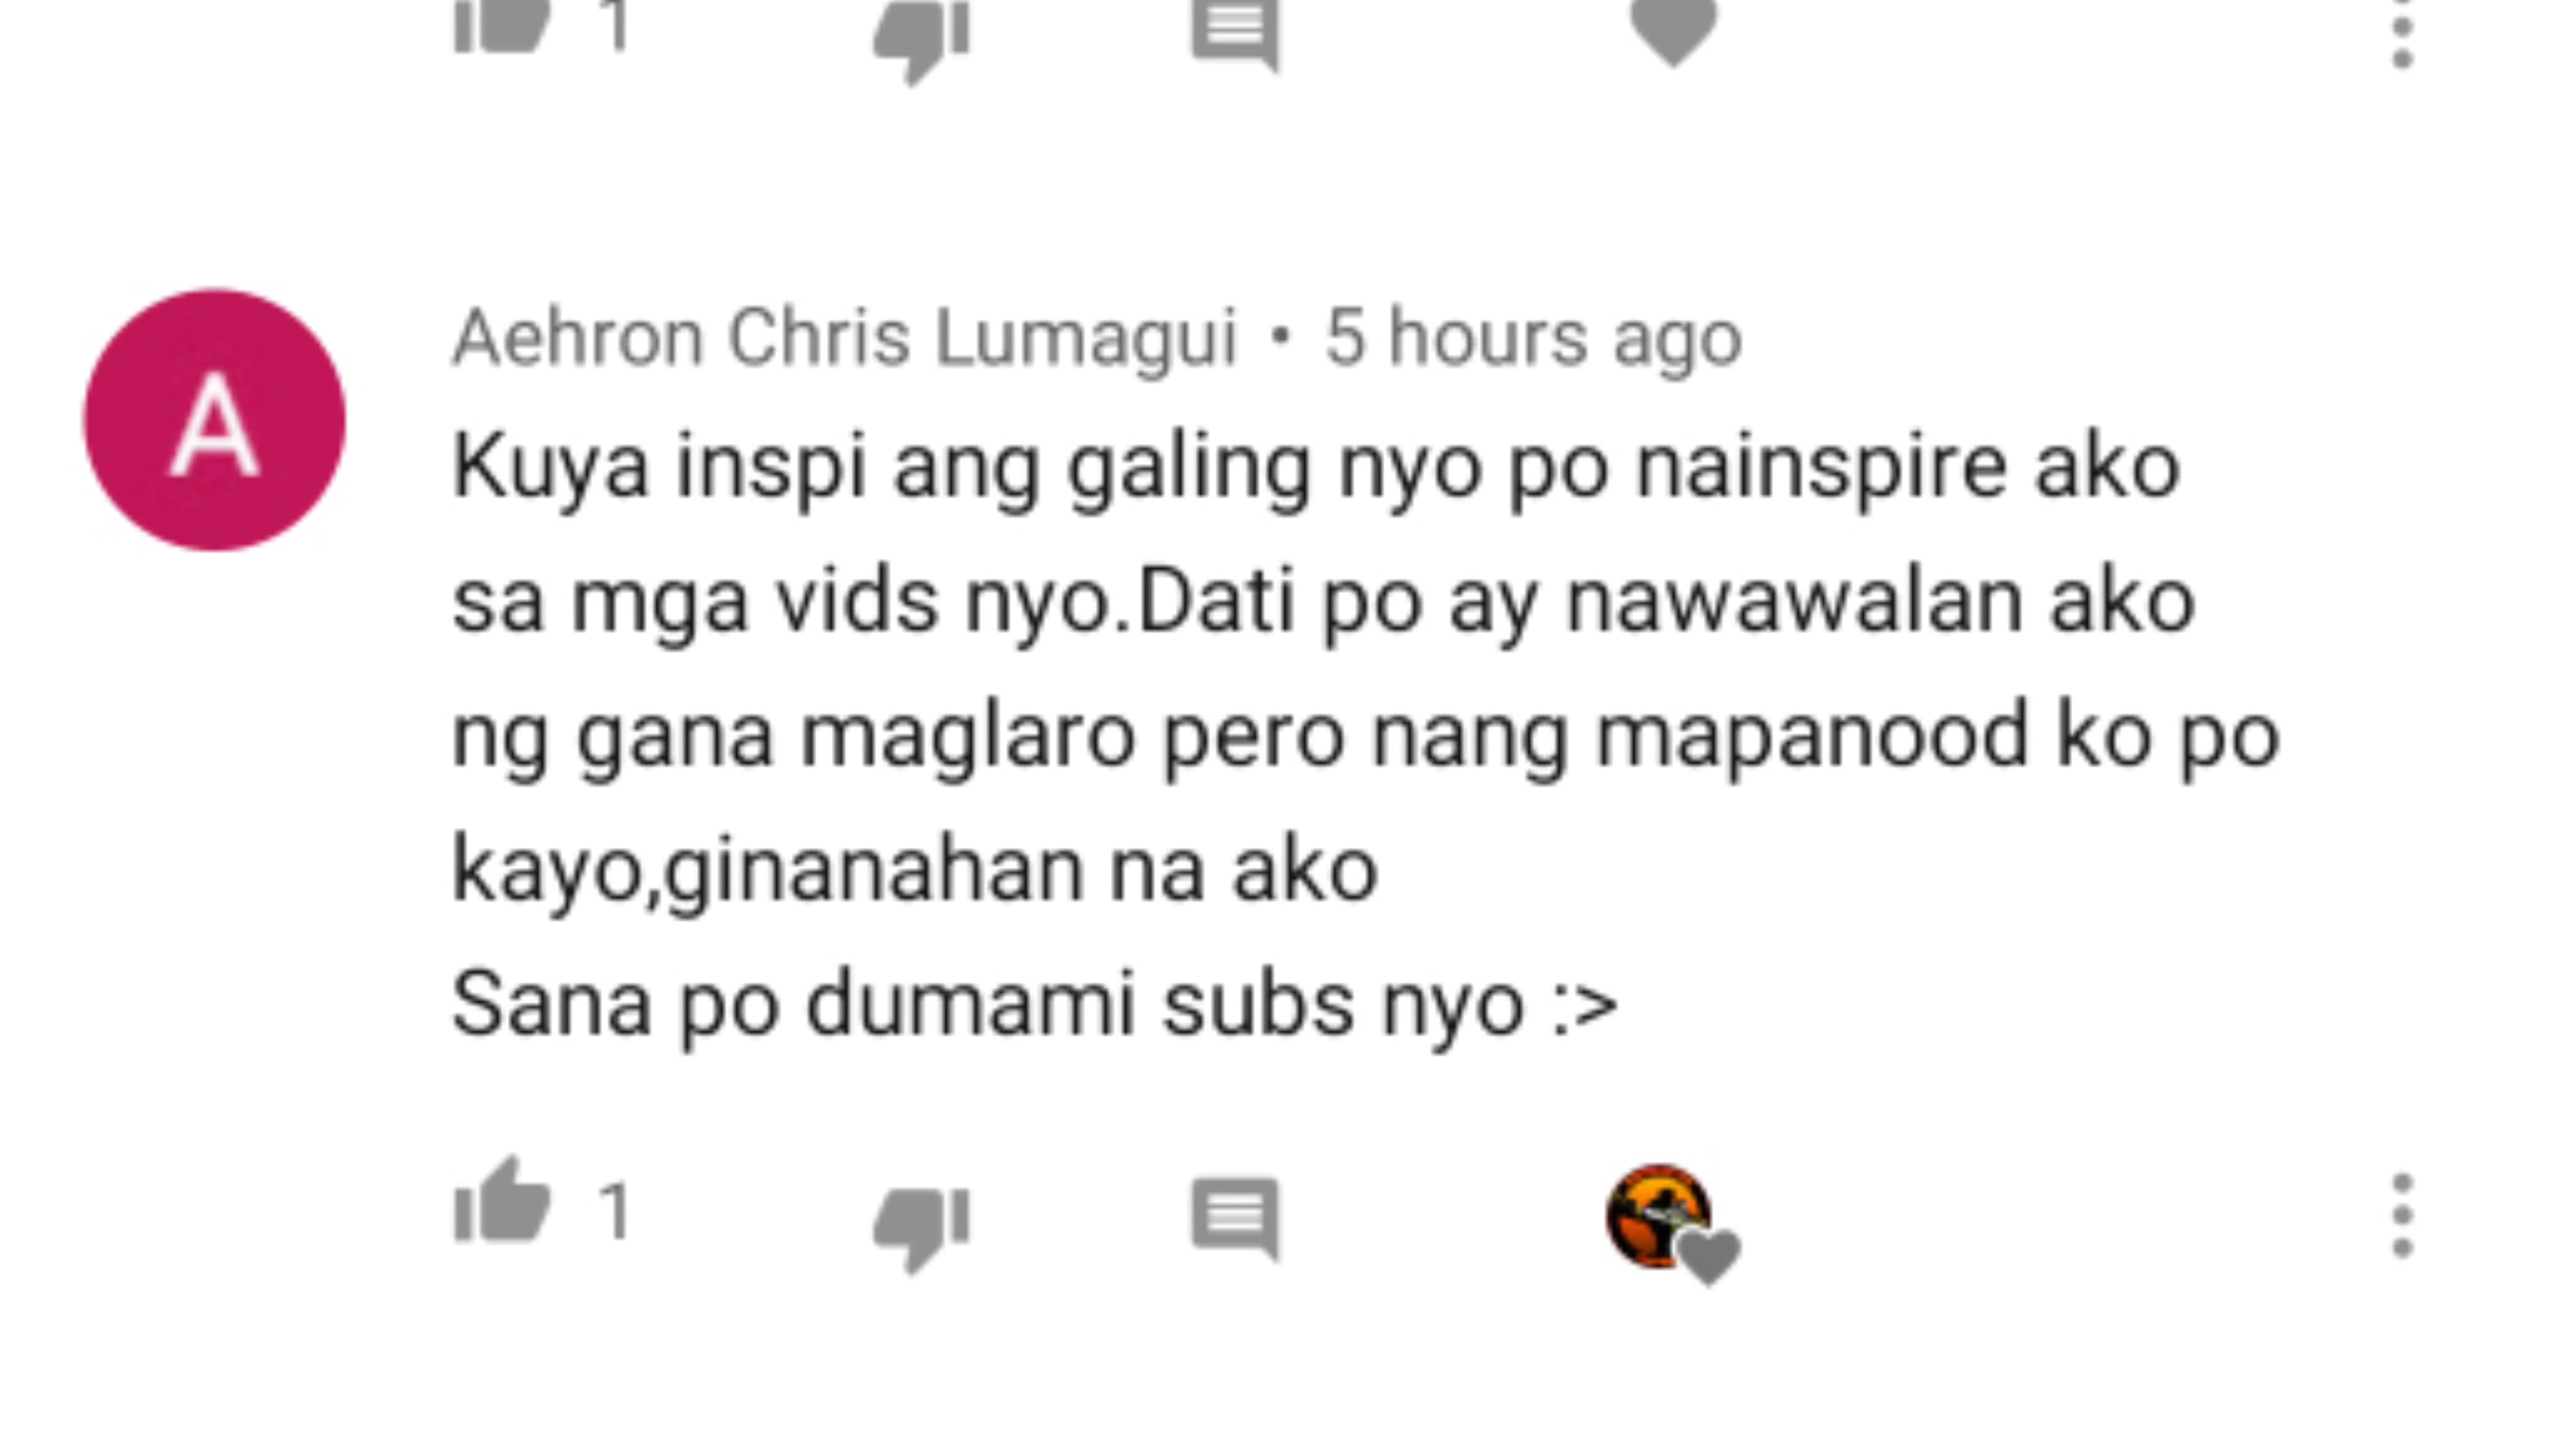 1
A
Aehron Chris Lumagui • 5 hours ago
Kuya inspi ang galing nyo po nainspire ako
sa mga vids nyo.Dati po ay nawawalan ako
ng gana maglaro pero nang mapanood ko po
kayo,ginanahan na ako
Sana po dumami subs nyo :>
1